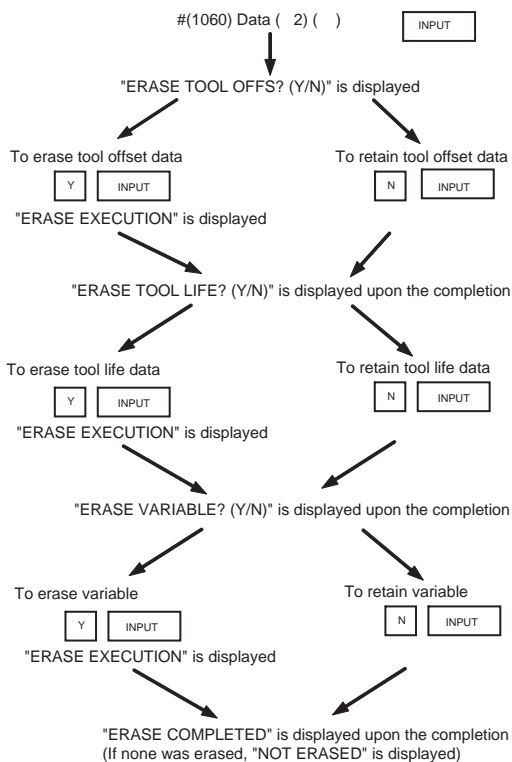 #(1060) Data ( 2) ( ) INPUT
"ERASE TOOL OFFS? (Y/N)" is displayed
To erase tool offset data To retain tool offset data
Y INPUT N INPUT
"ERASE EXECUTION" is displayed
"ERASE TOOL LIFE? (Y/N)" is displayed upon the completion
To erase tool life data To retain tool life data
Y INPUT N INPUT
"ERASE EXECUTION" is displayed
"ERASE VARIABLE? (Y/N)" is displayed upon the completion
To erase variable To retain variable
Y INPUT N INPUT
"ERASE EXECUTION" is displayed
"ERASE COMPLETED" is displayed upon the completion
(If none was erased, "NOT ERASED" is displayed)